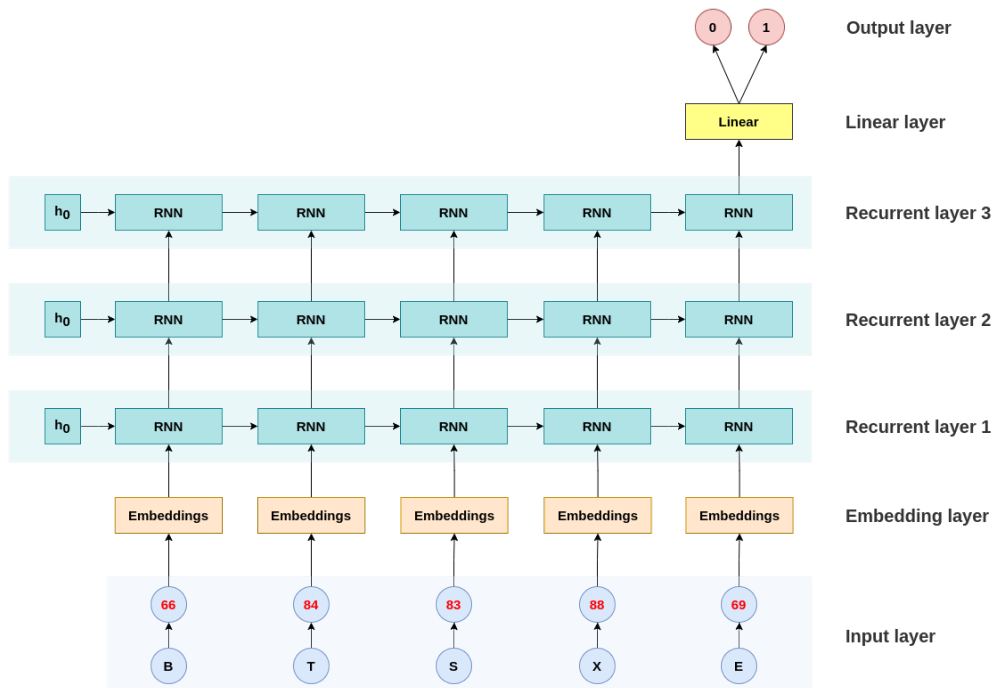 0 1 Output layer
Linear Linear layer
h0 RNN RNN RNN RNN RNN Recurrent layer 3
h0 RNN RNN RNN RNN RNN Recurrent layer 2
h0 RNN RNN RNN RNN RNN Recurrent layer 1
Embeddings Embeddings Embeddings Embeddings Embeddings Embedding layer
66 84 83 88 69
Input layer
B T S X E